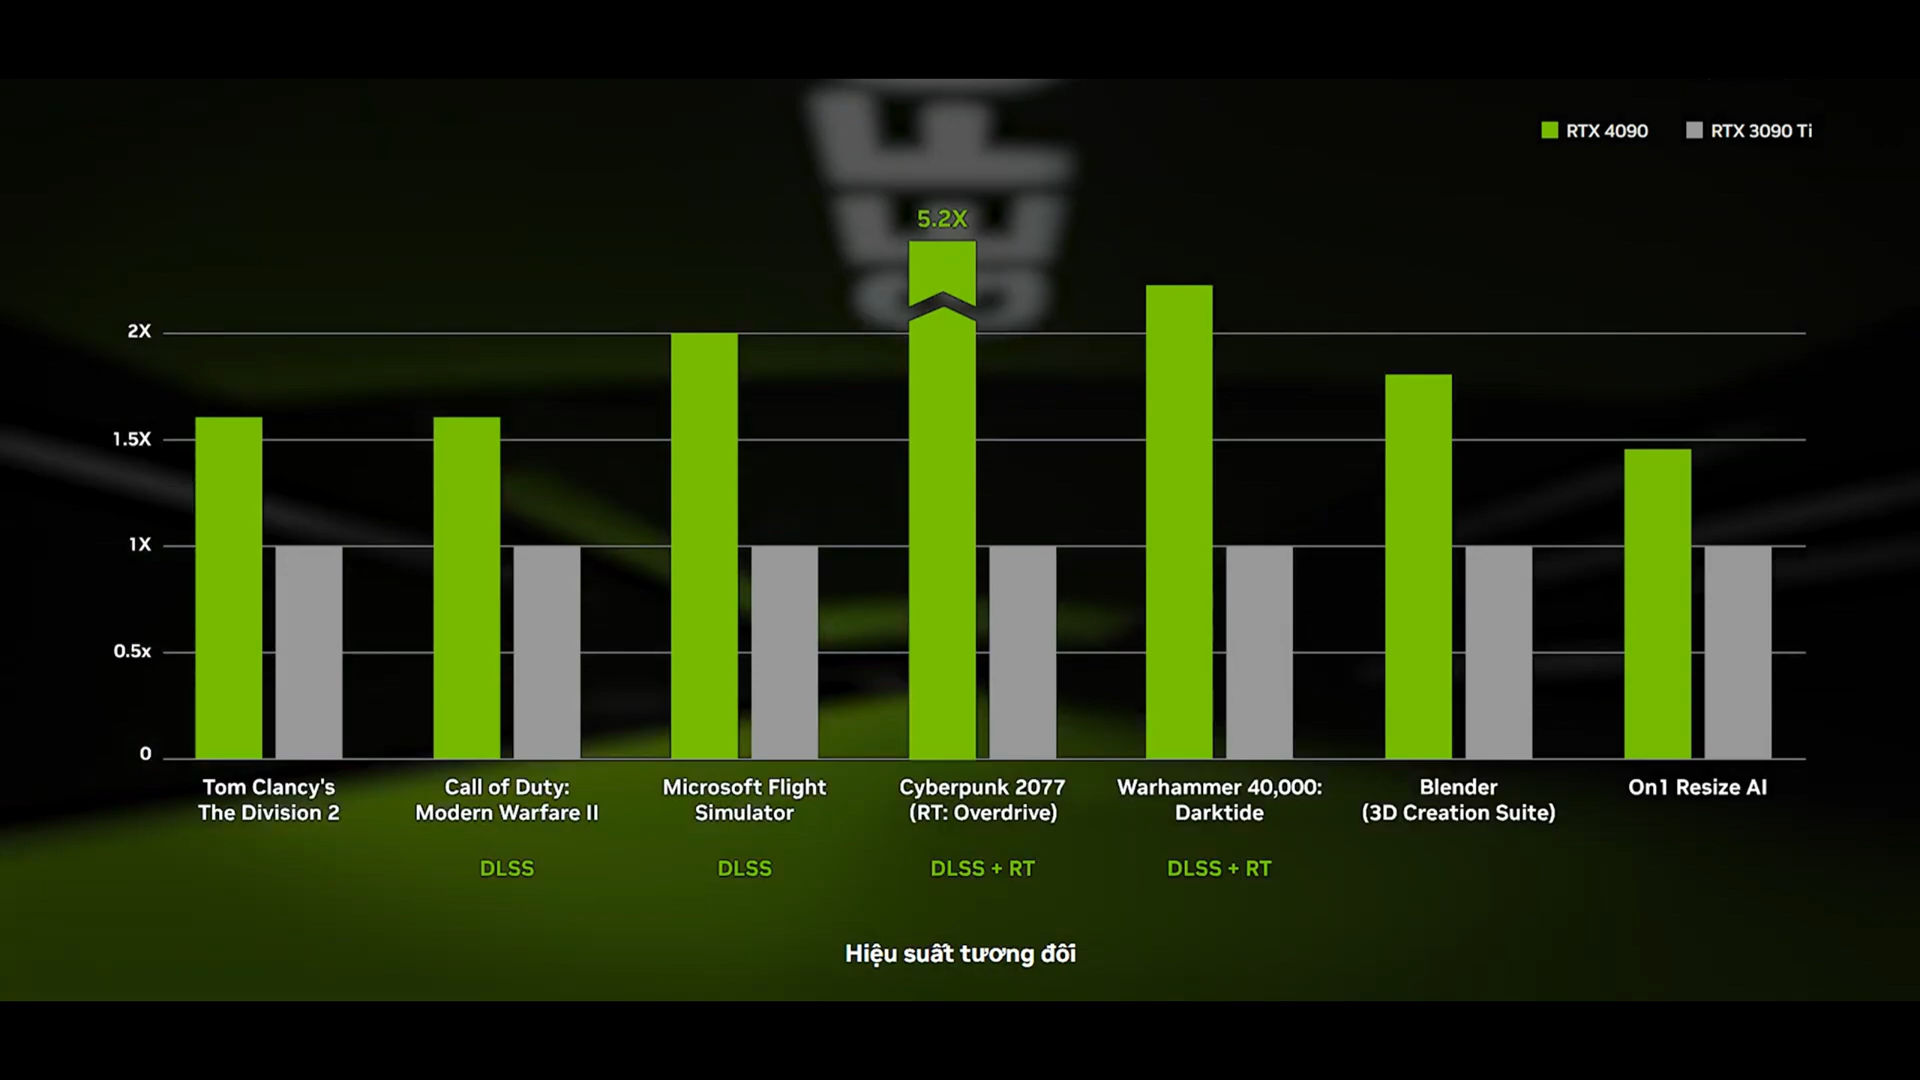 RTX 4090
RTX 3090 Ti
5.2X
2X
1.5X
1X
0.5x
0
Tom Clancy's
The Division 2
Call of Duty:
Modern Warfare II
DLSS
Microsoft Flight
Simulator
DLSS
Cyberpunk 2077
(RT: Overdrive)
DLSS + RT
Warhammer 40,000:
Darktide
DLSS + RT
Blender
(3D Creation Suite)
On1 Resize AI
Hiệu suất tương đối